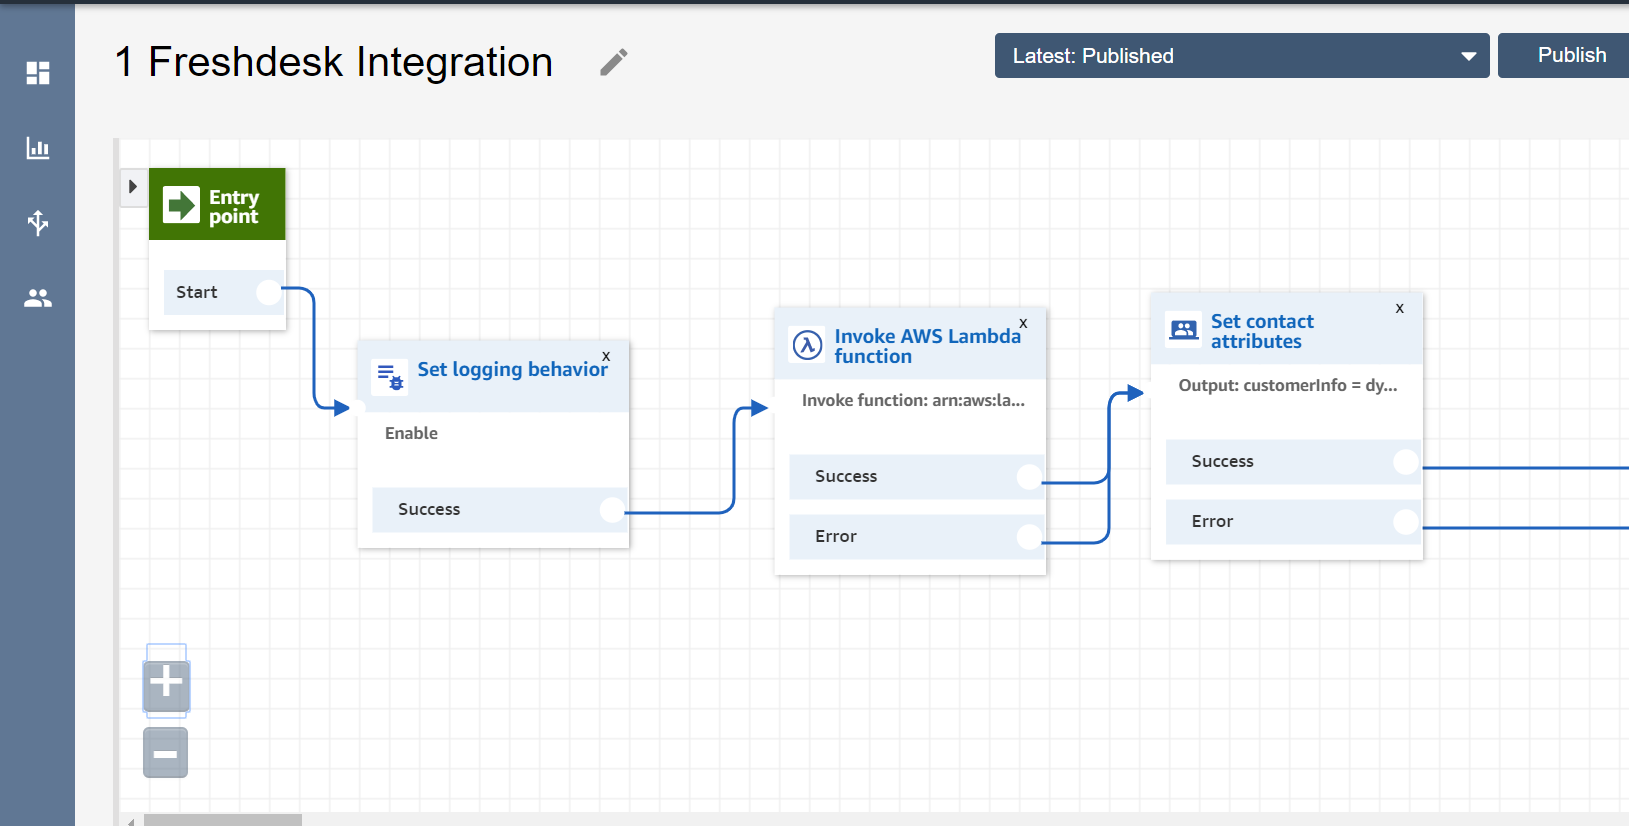 1 Freshdesk Integration
Latest: Published
Publish
Entry
point
Start
Set logging behavior
x
Enable
Success
Invoke AWS Lambda
function
x
Invoke function: arn:aws:la...
Success
Error
Set contact
attributes
x
Output: customerInfo = dy...
Success
Error